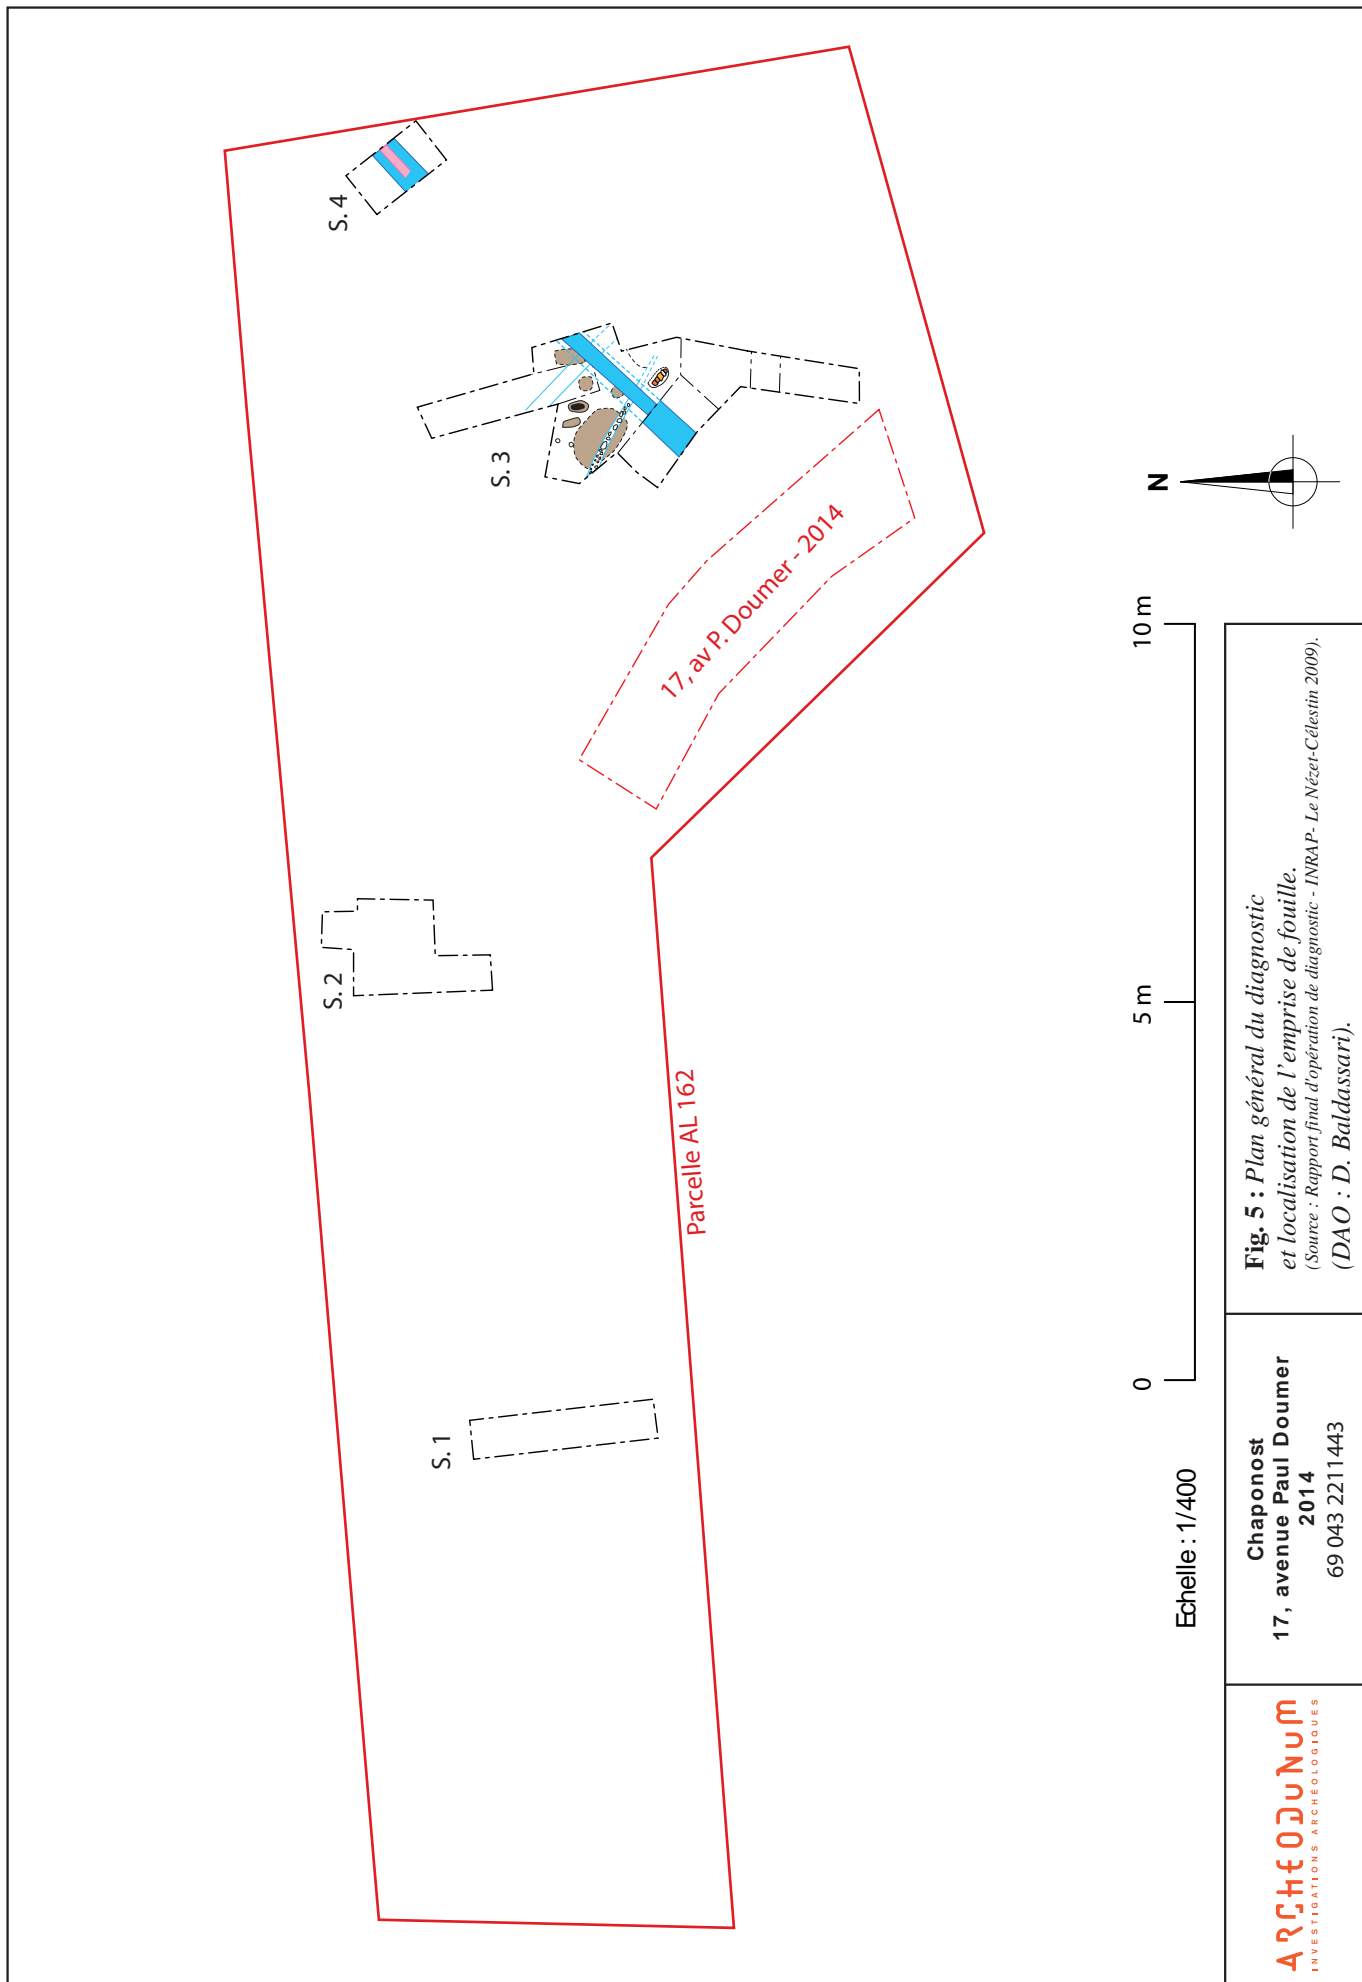 S. 4
S. 3
S. 2
S. 1
17, av P. Doumer - 2014
Parcelle AL 162
N
0
5 m
10 m
Echelle : 1/400
ARCHEODUNUM
INVESTIGATIONS ARCHÉOLOGIQUES
Chaponost
17, avenue Paul Doumer
2014
69 043 2211443
Fig. 5 : Plan général du diagnostic
et localisation de l'emprise de fouille.
(Source : Rapport final d'opération de diagnostic - INRAP- Le Nézet-Célestin 2009).
(DAO : D. Baldassari).